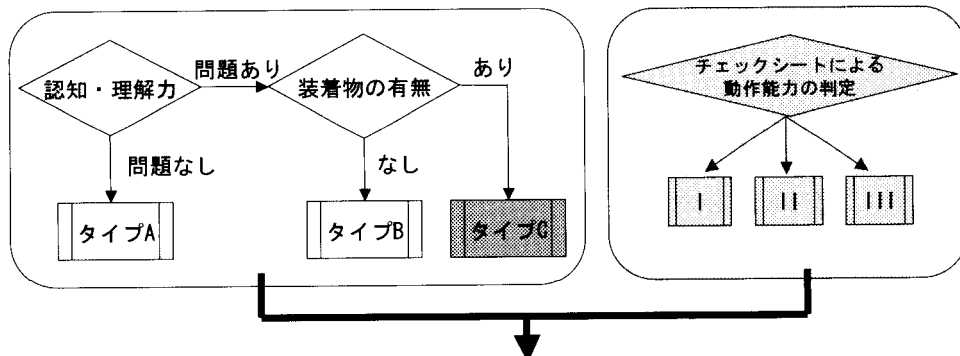 認知・理解力
問題あり
装着物の有無
あり
問題なし
なし
タイプA
タイプB
タイプC
チェックシートによる
動作能力の判定
I
II
III